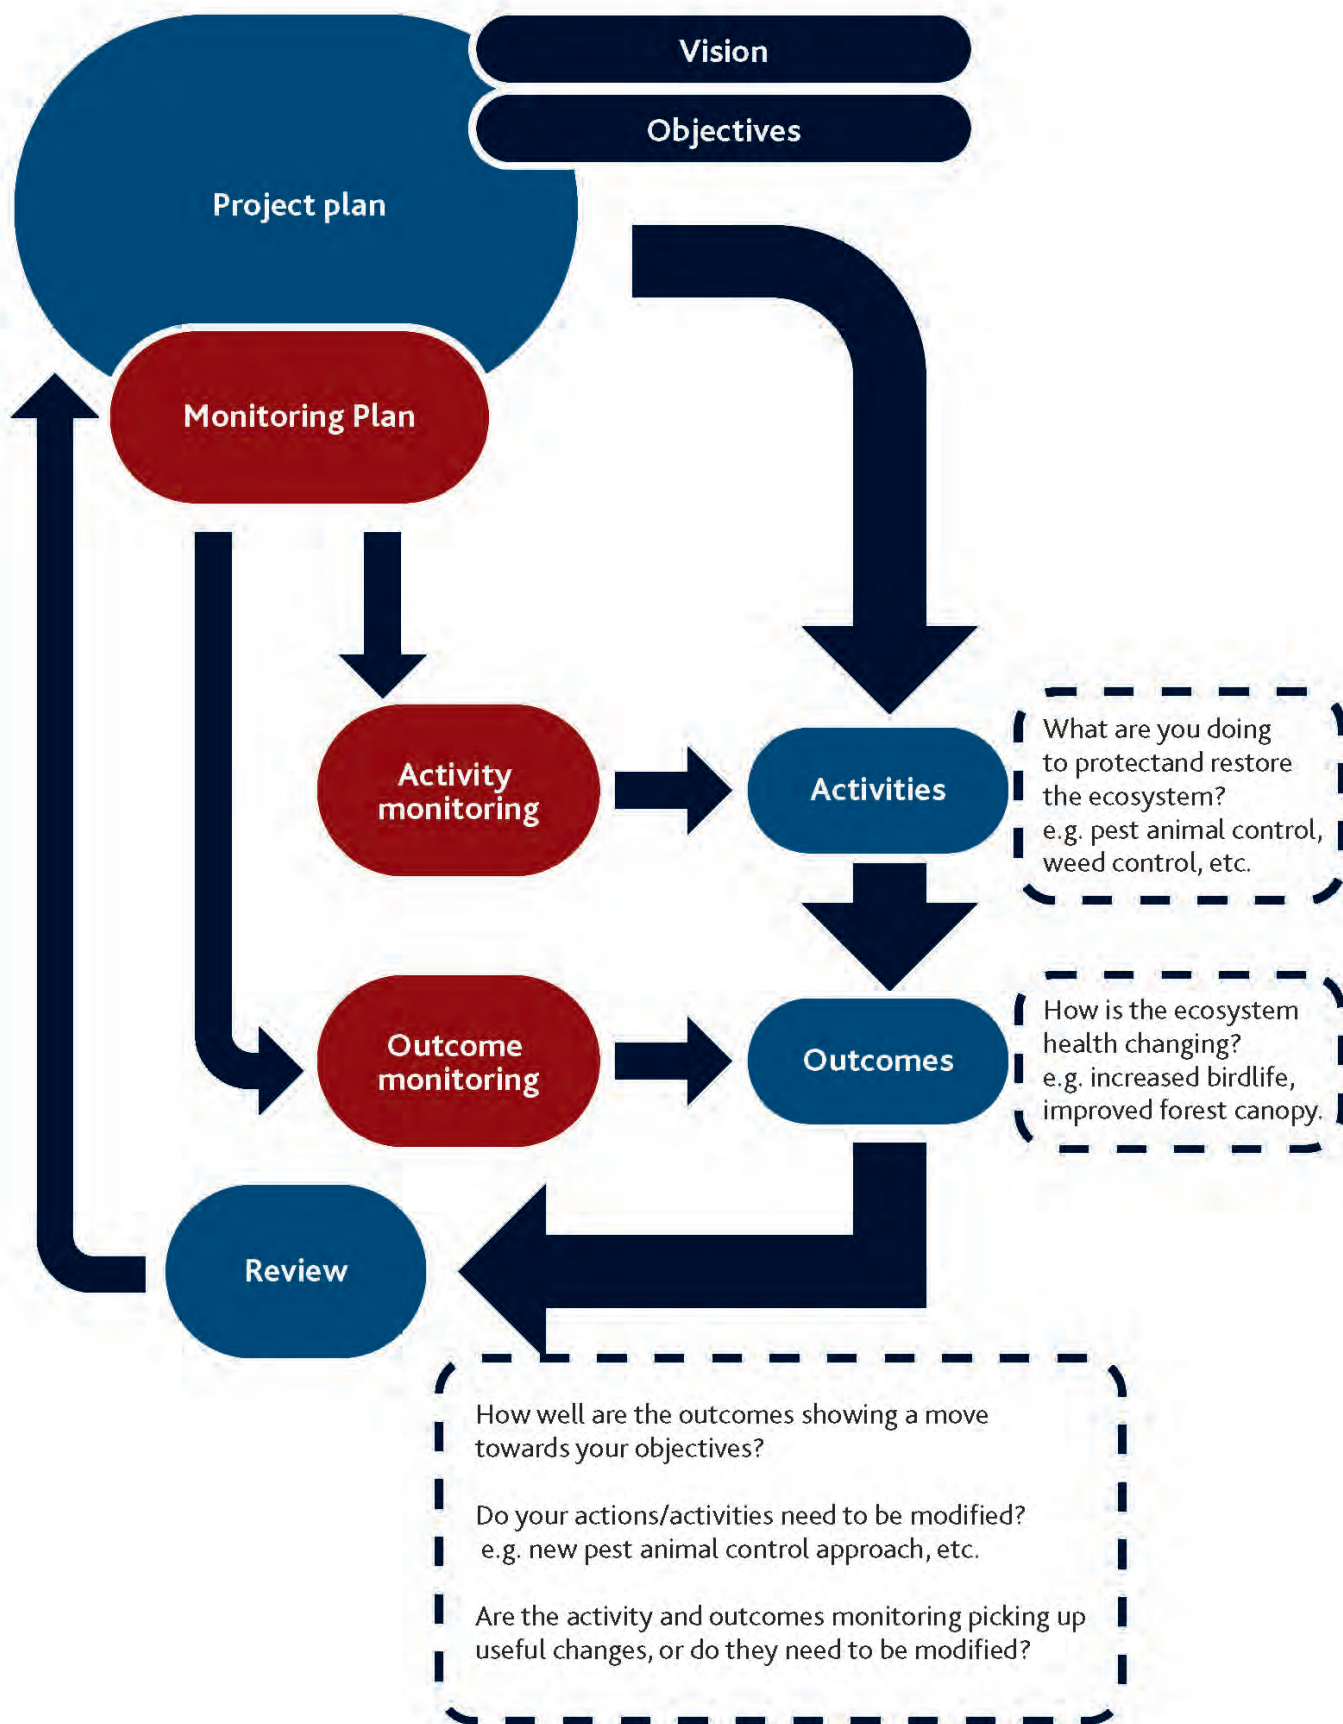 Vision
Objectives
Project plan
Monitoring Plan
Activity
monitoring
Activities
What are you doing
to protectand restore
the ecosystem?
e.g. pest animal control,
weed control, etc.
Outcome
monitoring
Outcomes
How is the ecosystem
health changing?
e.g. increased birdlife,
improved forest canopy.
Review
How well are the outcomes showing a move
towards your objectives?
Do your actions/activities need to be modified?
e.g. new pest animal control approach, etc.
Are the activity and outcomes monitoring picking up
useful changes, or do they need to be modified?